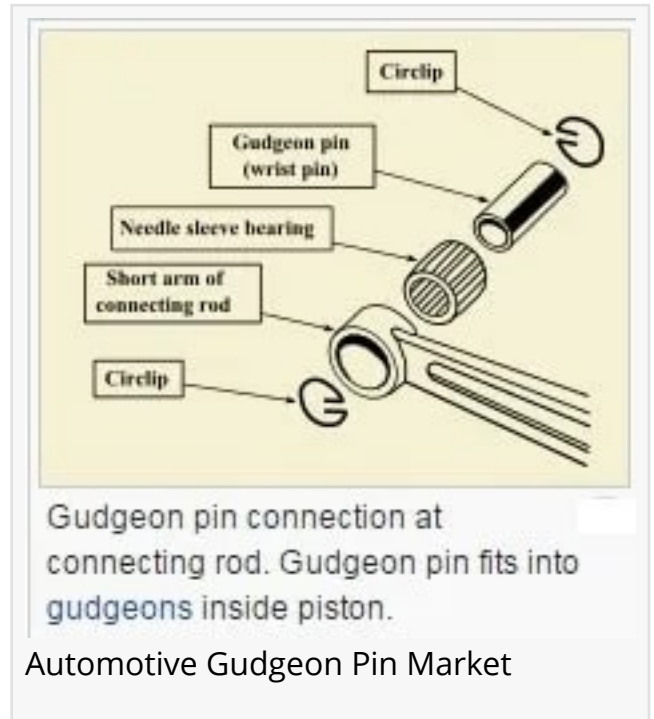 Circlip
Gudgeon pin
(wrist pin)
Needle sleeve bearing
Short arm of
connecting rod
Circlip
Gudgeon pin connection at
connecting rod. Gudgeon pin fits into
gudgeons inside piston.
Automotive Gudgeon Pin Market